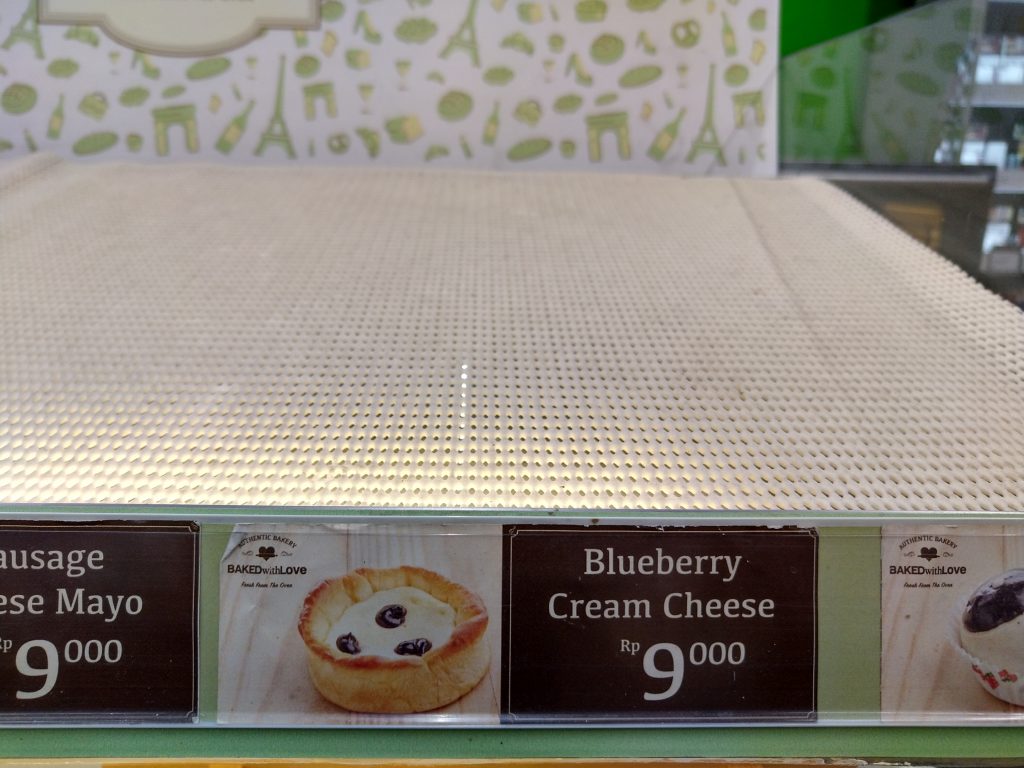 ausage
ese Mayo
Rp 9000
AUTHENTIC BAKERY
BAKEDwithLove
Fresh From The Oven
Blueberry
Cream Cheese
Rp 9000
AUTHENTIC BAKERY
BAKEDwithLove
Fresh From The Oven